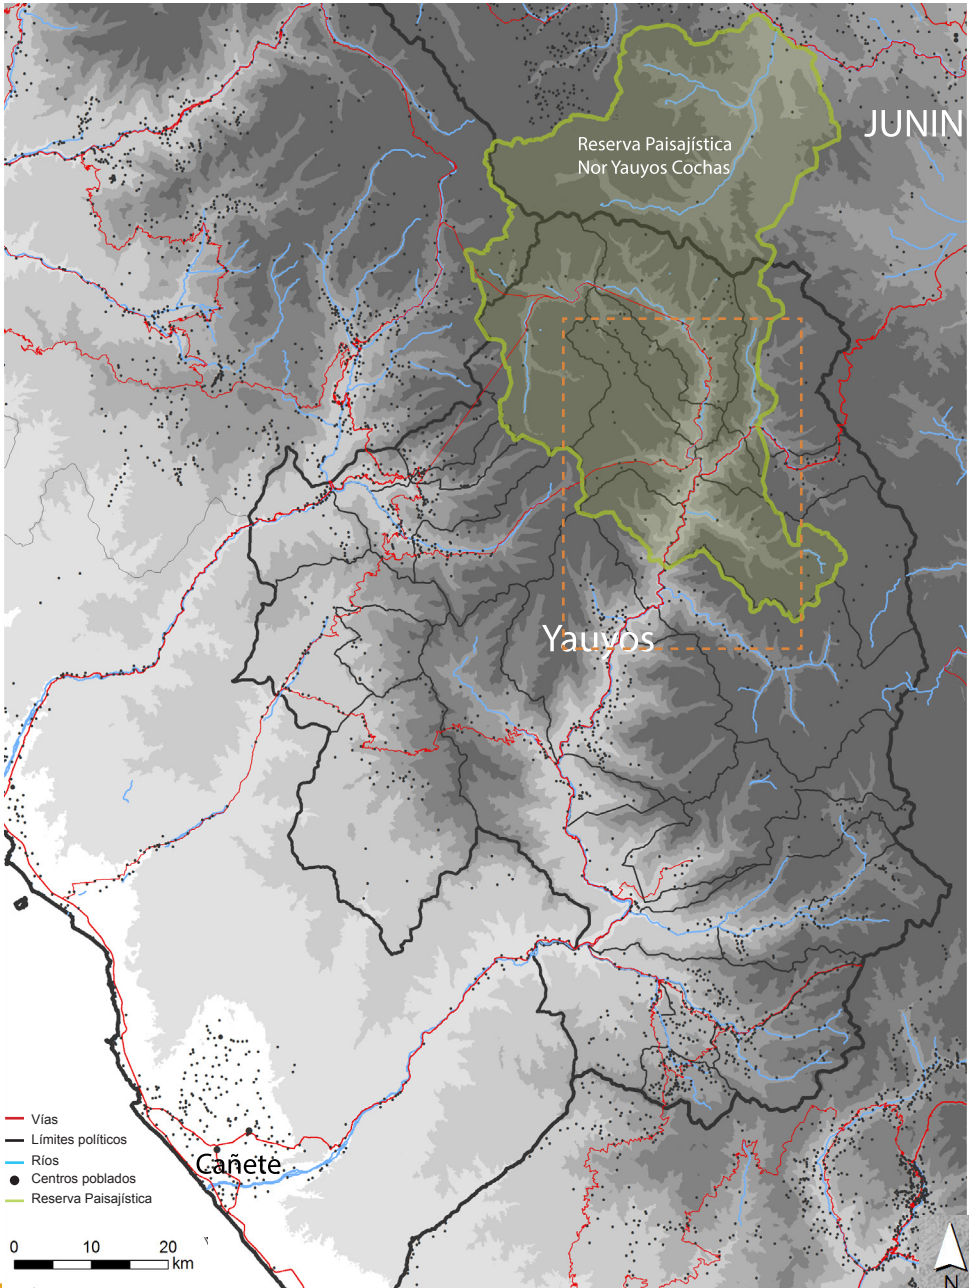 JUNIN
Reserva Paisajística
Nor Yauyos Cochas
Yauyos
Vías
Límites políticos
Ríos
Centros poblados
Reserva Paisajística
Cañete
0 10 20
km
N